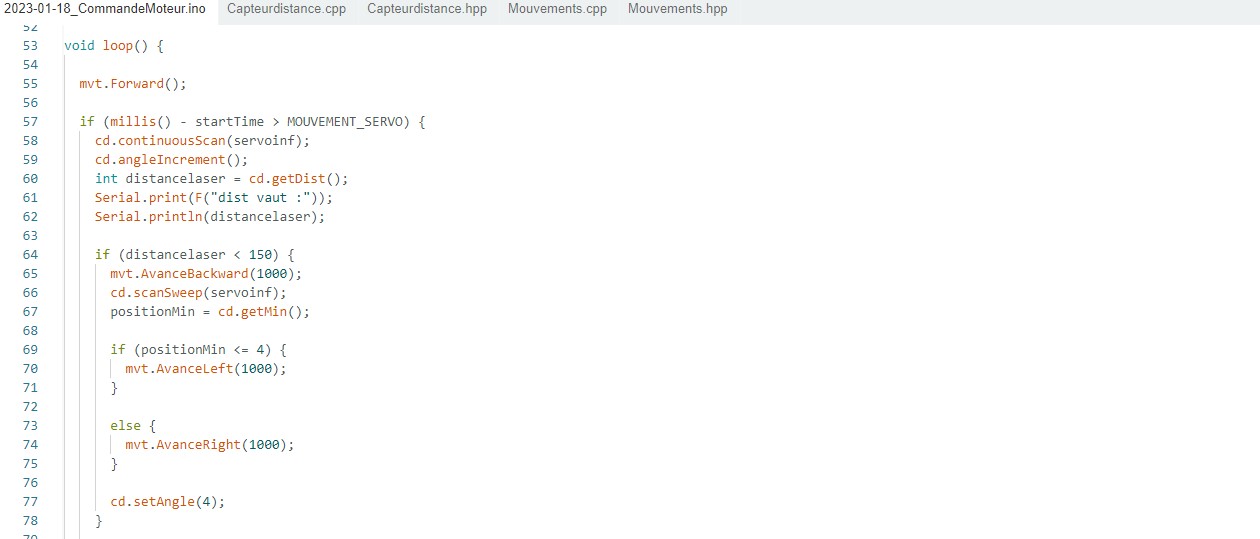 2023-01-18_CommandeMoteur.ino Capteurdistance.cpp Capteurdistance.hpp Mouvements.cpp Mouvements.hpp
52
53 void loop() {
54
55 mvt.Forward();
56
57 if (millis() - startTime > MOUVEMENT_SERVO) {
58 cd.continuousScan(servoinf);
59 cd.angleIncrement();
60 int distancelaser = cd.getDist();
61 Serial.print(F("dist vaut :"));
62 Serial.println(distancelaser);
63
64 if (distancelaser < 150) {
65 mvt.AvanceBackward(1000);
66 cd.scanSweep(servoinf);
67 positionMin = cd.getMin();
68
69 if (positionMin <= 4) {
70 mvt.AvanceLeft(1000);
71 }
72
73 else {
74 mvt.AvanceRight(1000);
75 }
76
77 cd.setAngle(4);
78 }
79